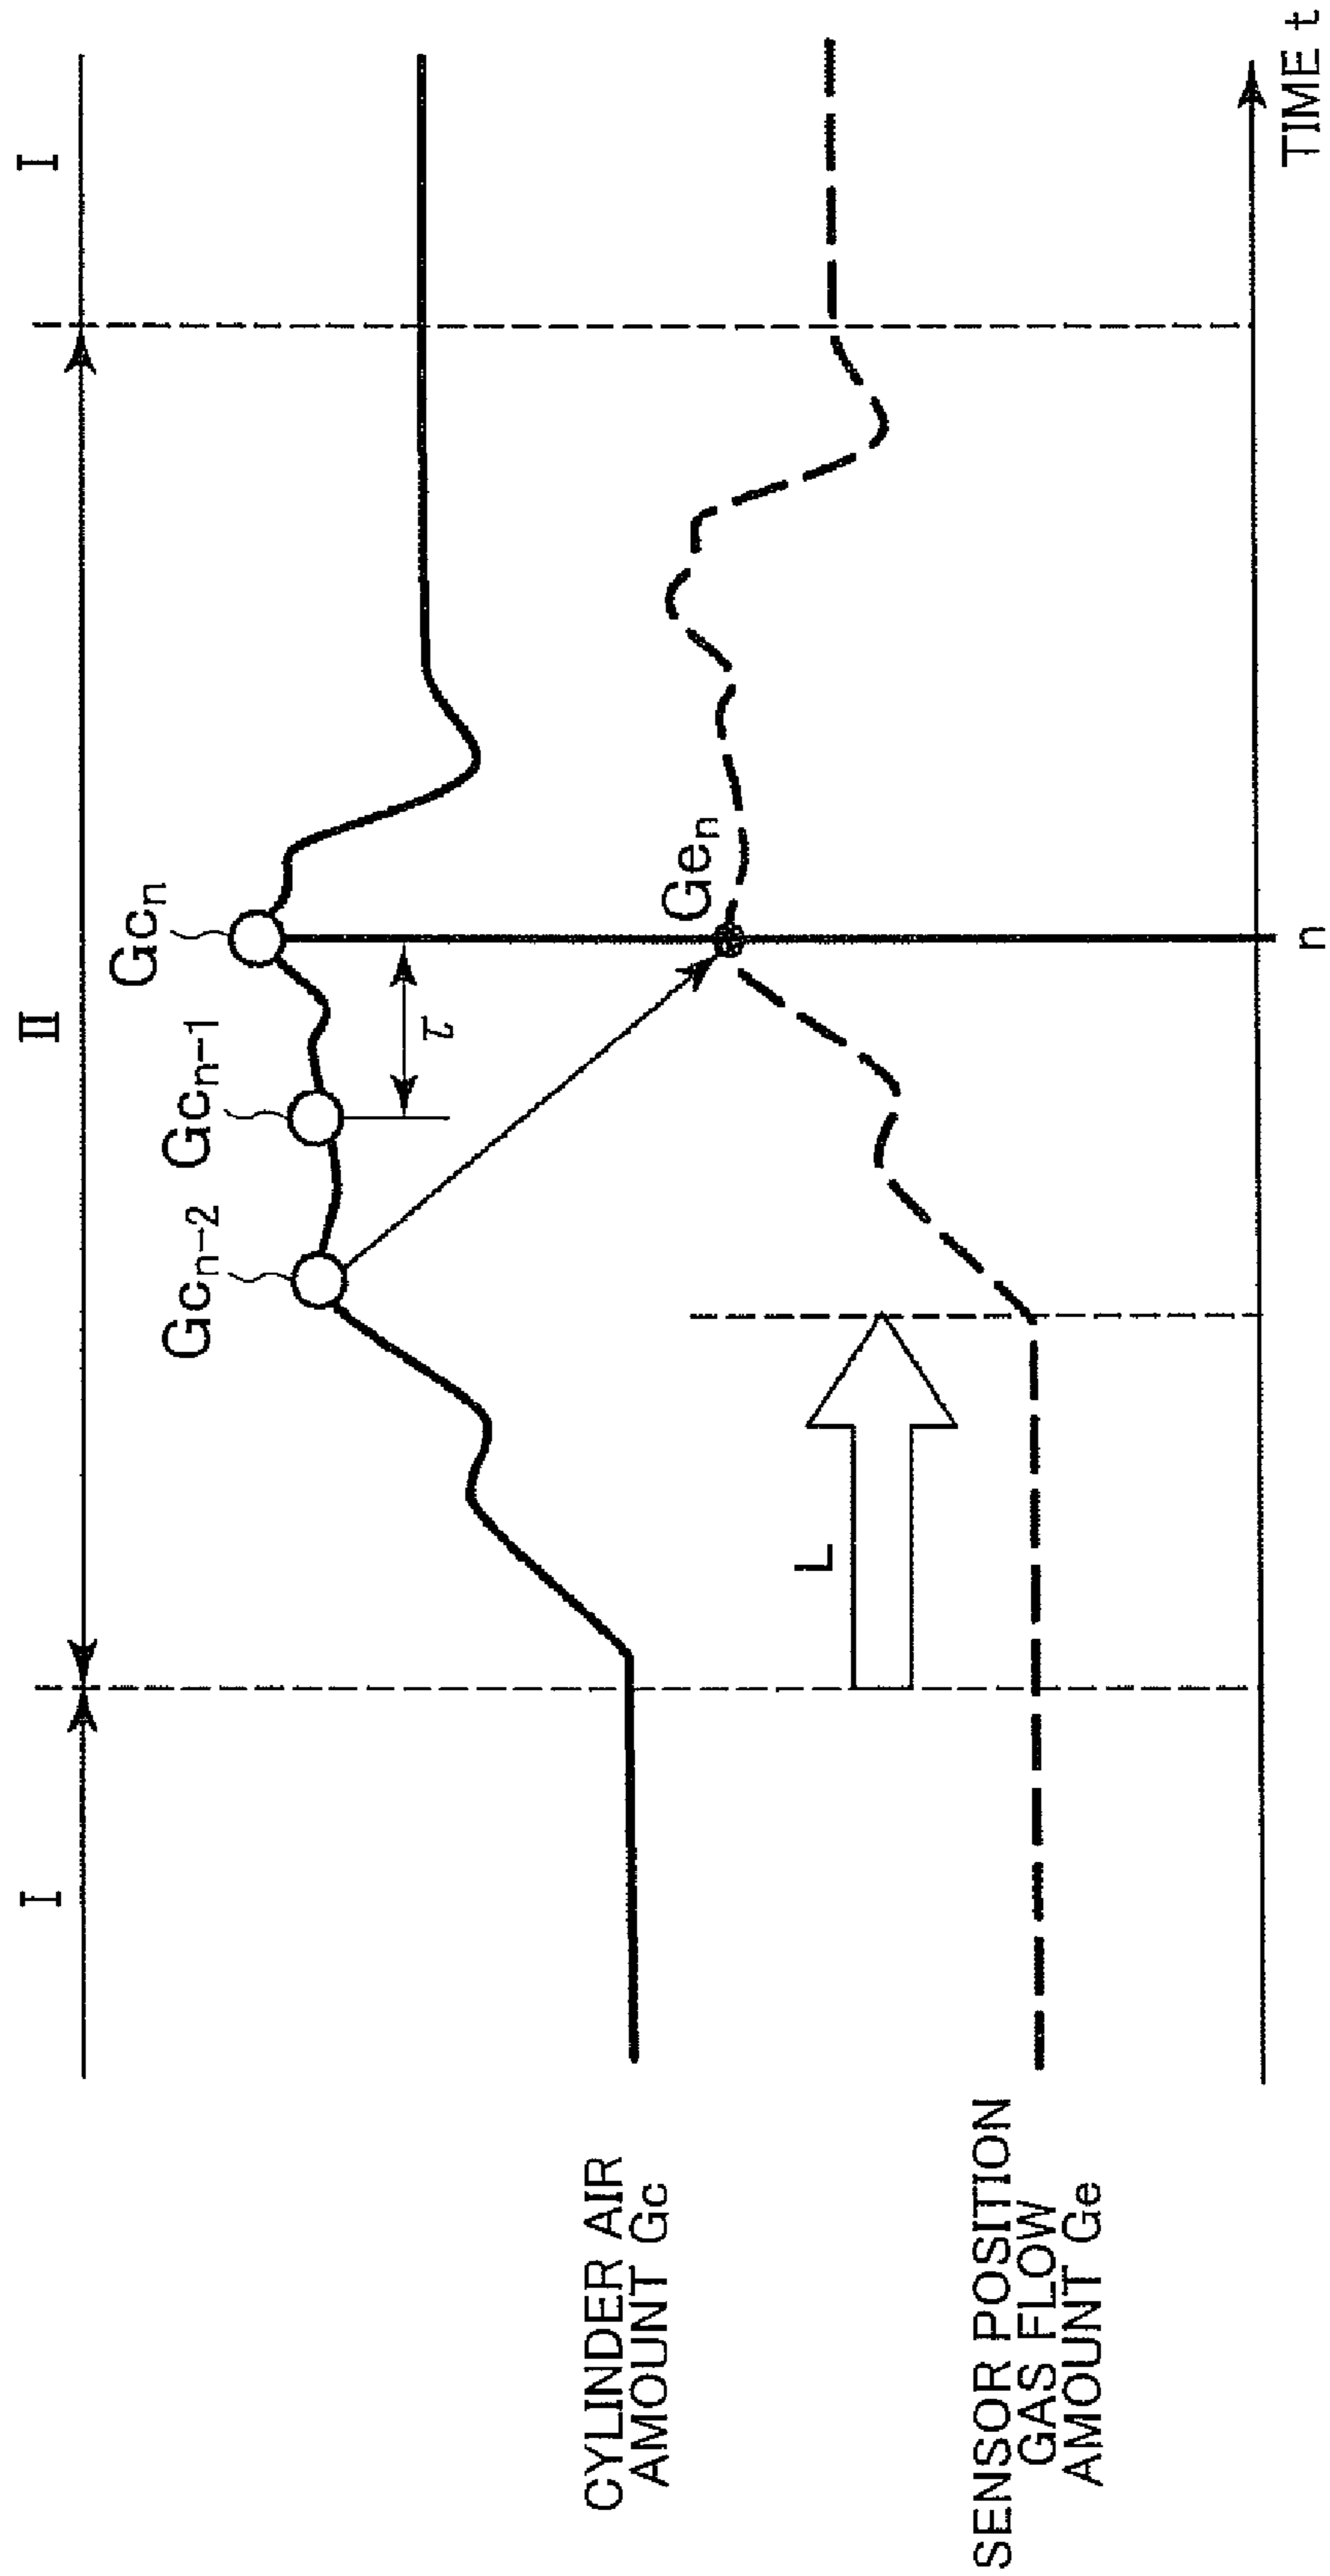 I
II
I
Gcn-2
Gcn-1
Gcn
τ
CYLINDER AIR
AMOUNT Gc
Gen
L
SENSOR POSITION
GAS FLOW
AMOUNT Ge
n
TIME t